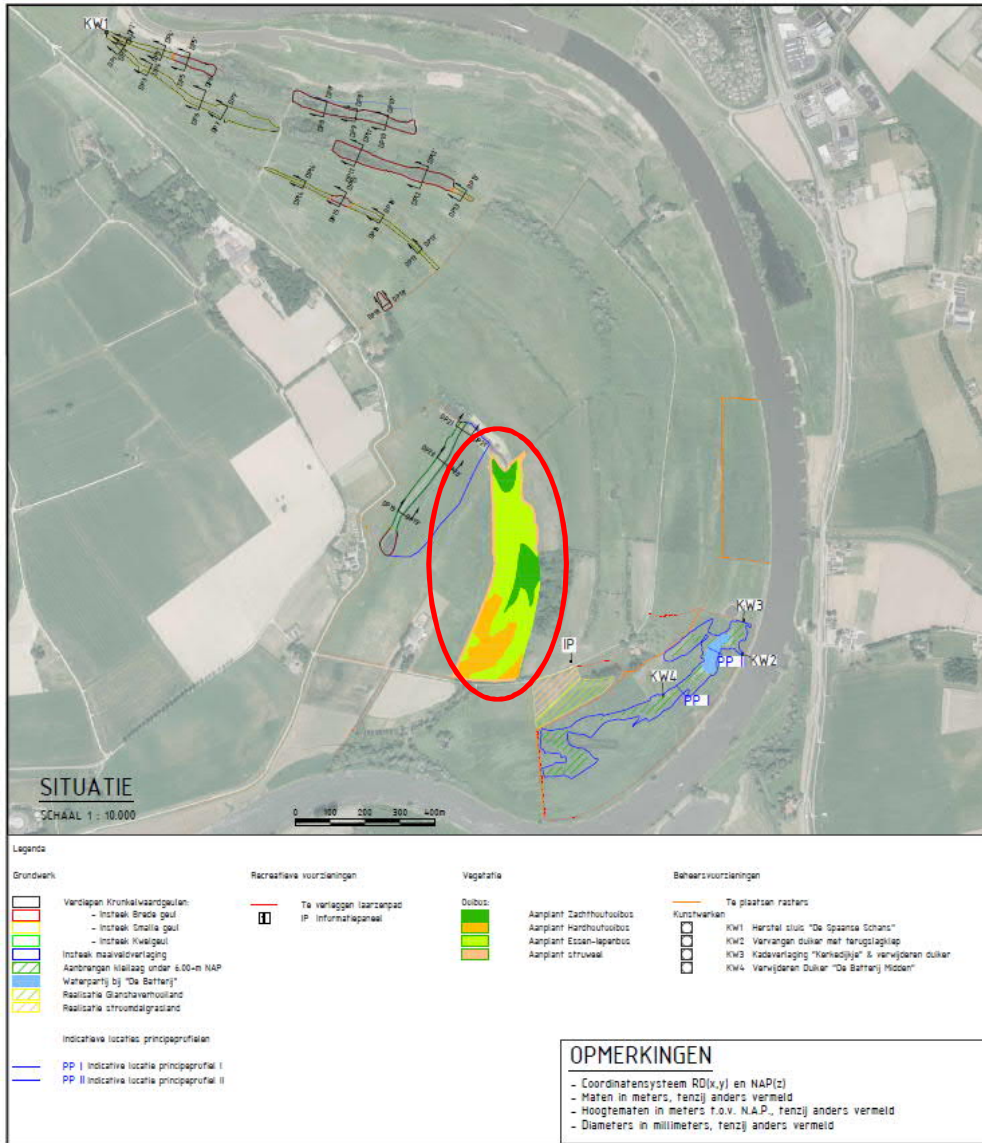 KW1
KW3
IP
KW2
PP II
KW4
PP I
SITUATIE
SCHAAL 1 : 10.000
0 100 200 300 400m
Legenda
Grondwerk
Verdiepen Kronkelwaardgeulen:
- Insteek Brede geul
- Insteek Smalle geul
- Insteek Kwelgeul
Insteek maaiveldverlaging
Aanbrengen kleilaag onder 6.00+m NAP
Waterpartij bij "De Batterij"
Realisatie Glanshaverhooiland
Realisatie stroomdalgrasland
Indicatieve locaties principeprofielen
PP I Indicative locatie principeprofiel I
PP II Indicative locatie principeprofiel II
Recreatieve voorzieningen
Te verleggen laarzenpad
IP Informatiepaneel
Vegetatie
Ooibos:
Aanplant Zachthoutooibos
Aanplant Hardhoutooibos
Aanplant Essen-Iepenbos
Aanplant struweel
Beheersvoorzieningen
Te plaatsen rasters
Kunstwerken
KW1 Herstel sluis "De Spaanse Schans"
KW2 Vervangen duiker met terugslagklep
KW3 Kadeverlaging "Kerkedijkje" & verwijderen duiker
KW4 Verwijderen Duiker "De Batterij Midden"
OPMERKINGEN
- Coordinatensysteem RD(x,y) en NAP(z)
- Maten in meters, tenzij anders vermeld
- Hoogtematen in meters t.o.v. N.A.P., tenzij anders vermeld
- Diameters in millimeters, tenzij anders vermeld